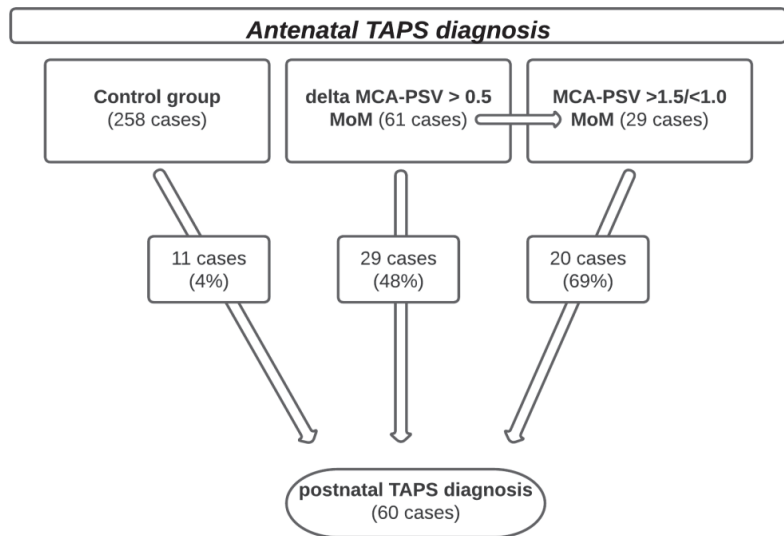 Antenatal TAPS diagnosis
Control group
(258 cases)
delta MCA-PSV > 0.5
MoM (61 cases)
MCA-PSV >1.5/<1.0
MoM (29 cases)
11 cases
(4%)
29 cases
(48%)
20 cases
(69%)
postnatal TAPS diagnosis
(60 cases)